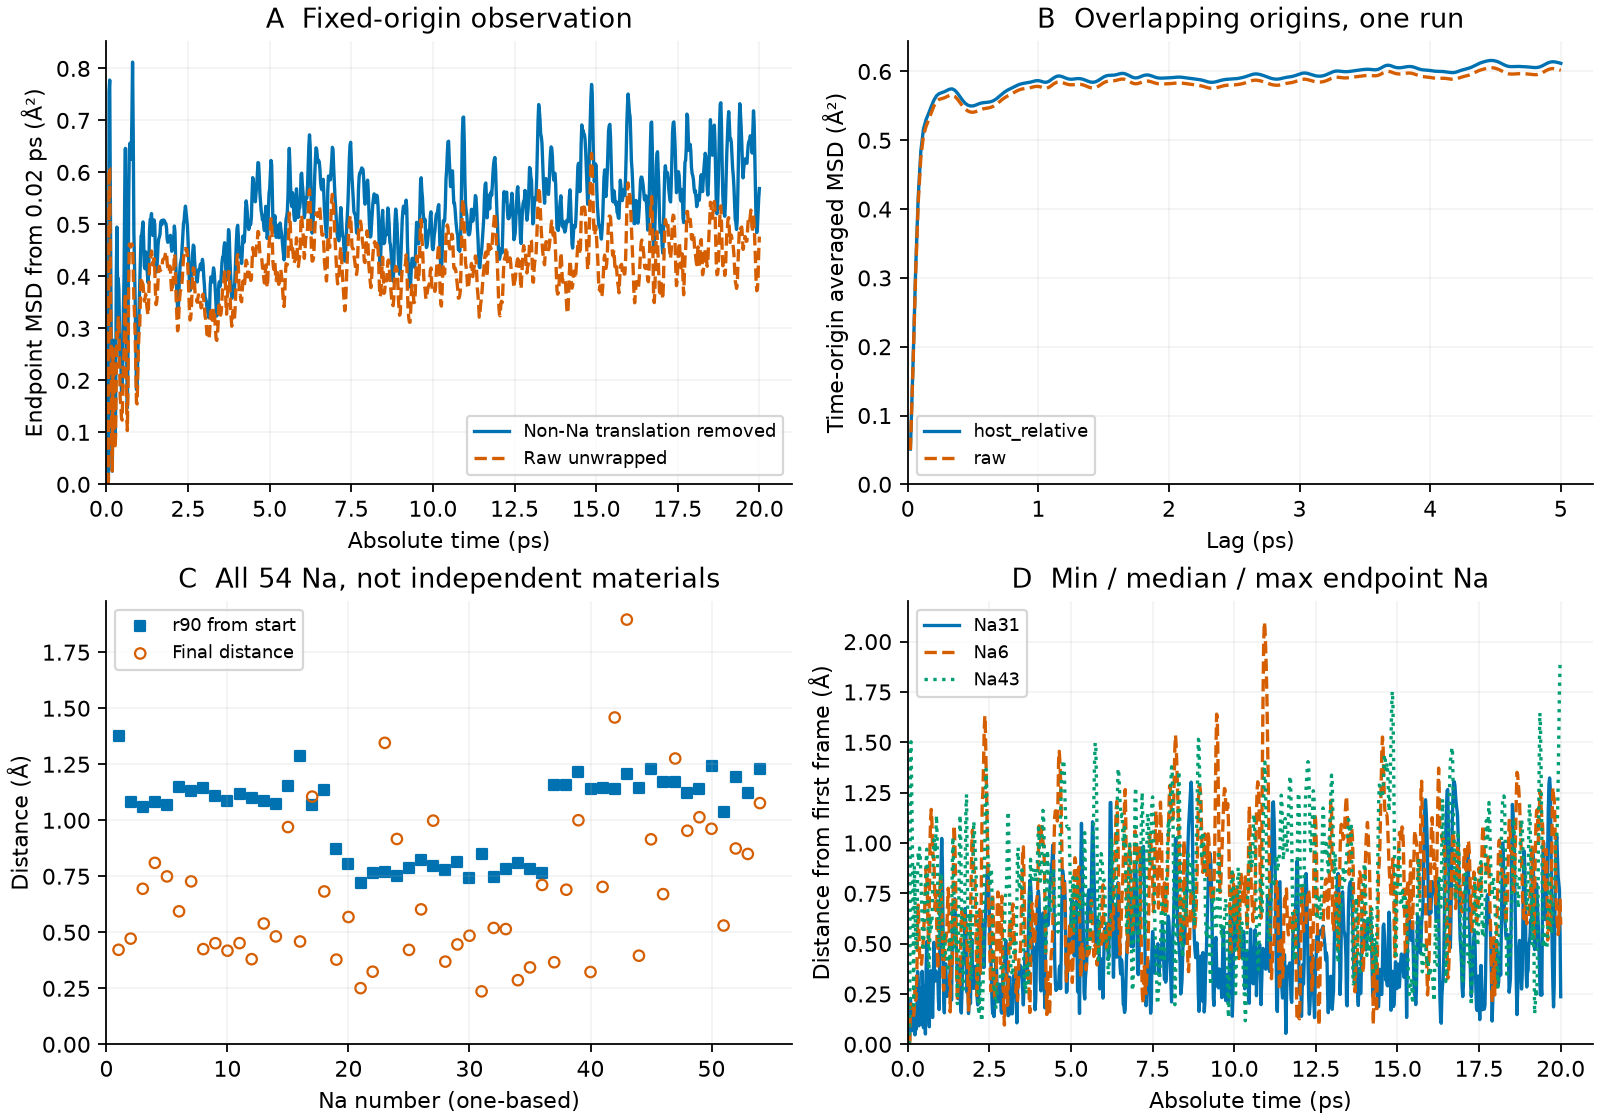 A  Fixed-origin observation
Endpoint MSD from 0.02 ps (Å²)
0.8
0.7
0.6
0.5
0.4
0.3
0.2
0.1
0.0
Non-Na translation removed
Raw unwrapped
0.0 2.5 5.0 7.5 10.0 12.5 15.0 17.5 20.0
Absolute time (ps)
B  Overlapping origins, one run
Time-origin averaged MSD (Å²)
0.6
0.5
0.4
0.3
0.2
0.1
0.0
host_relative
raw
0 1 2 3 4 5
Lag (ps)
C  All 54 Na, not independent materials
Distance (Å)
r90 from start
Final distance
1.75
1.50
1.25
1.00
0.75
0.50
0.25
0.00
0 10 20 30 40 50
Na number (one-based)
D  Min / median / max endpoint Na
Distance from first frame (Å)
Na31
Na6
Na43
2.00
1.75
1.50
1.25
1.00
0.75
0.50
0.25
0.00
0.0 2.5 5.0 7.5 10.0 12.5 15.0 17.5 20.0
Absolute time (ps)